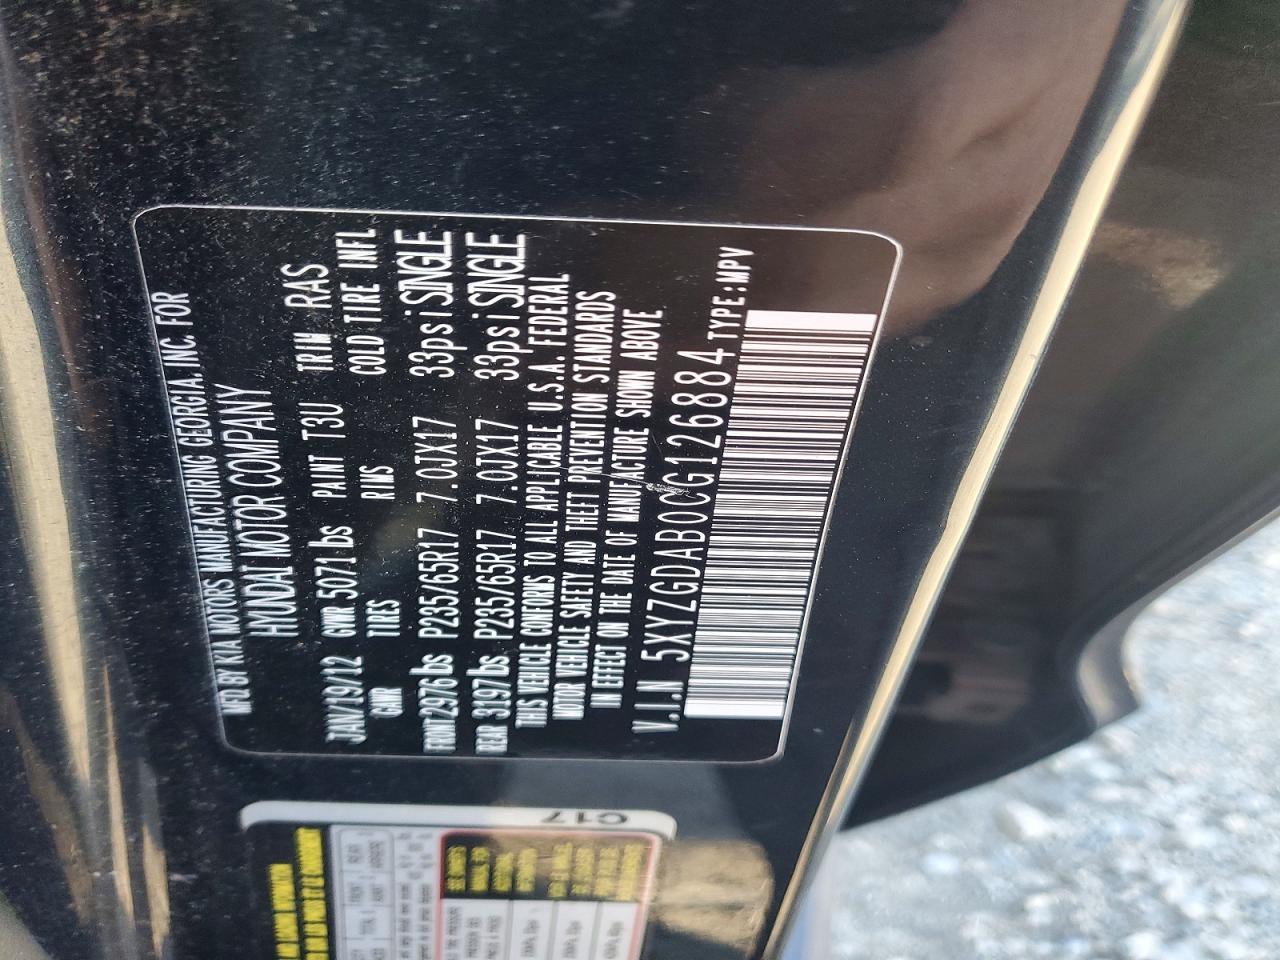 MFD BY KIA MOTORS MANUFACTURING GEORGIA, INC. FOR
HYUNDAI MOTOR COMPANY
JAN/19/12 GVWR 5071lbs PAINT T3U TRIM RAS
GAWR TIRES RIMS COLD TIRE INFL
FRONT 2976lbs P235/65R17 7.0JX17 33psi SINGLE
REAR 3197lbs P235/65R17 7.0JX17 33psi SINGLE
THIS VEHICLE CONFORMS TO ALL APPLICABLE U.S.A. FEDERAL
MOTOR VEHICLE SAFETY AND THEFT PREVENTION STANDARTS
IN EFFECT ON THE DATE OF MANUFACTURE SHOWN ABOVE
V.I.N 5XYZGDAB0CG126884 TYPE:MPV
C17